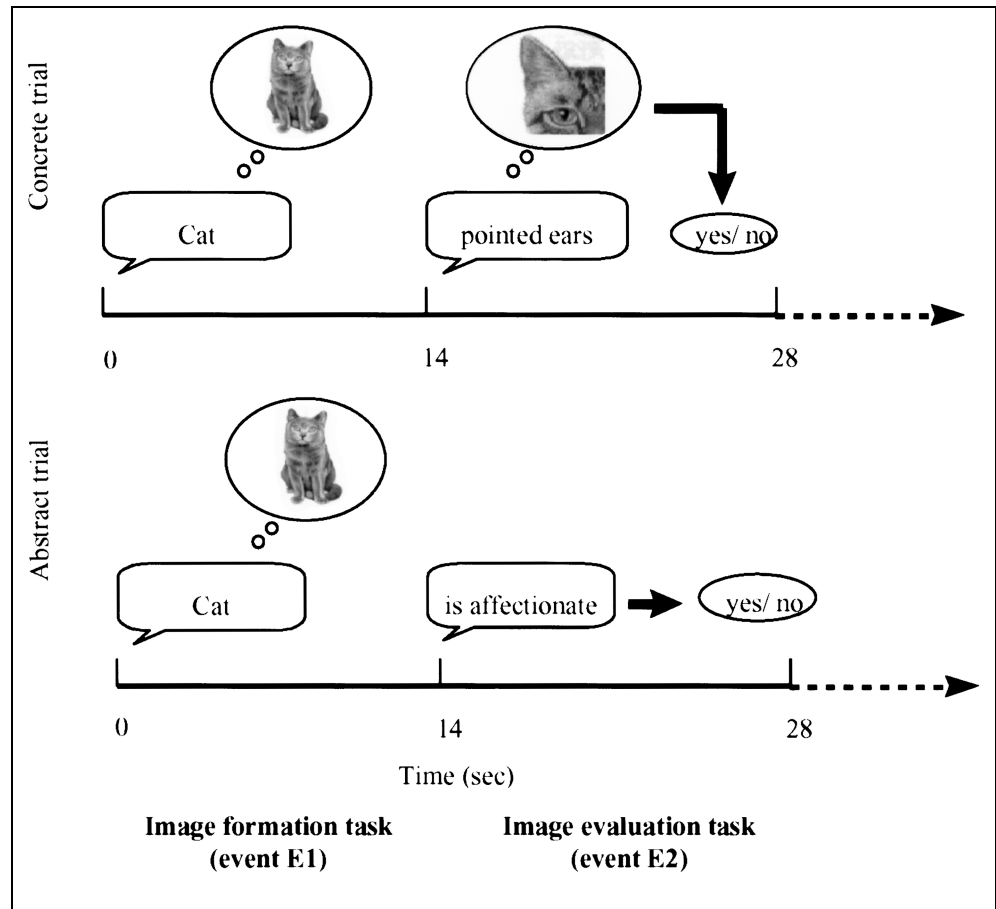 Concrete trial
Cat
pointed ears
yes/ no
0
14
28
Abstract trial
Cat
is affectionate
yes/ no
0
14
28
Time (sec)
Image formation task
(event E1)
Image evaluation task
(event E2)